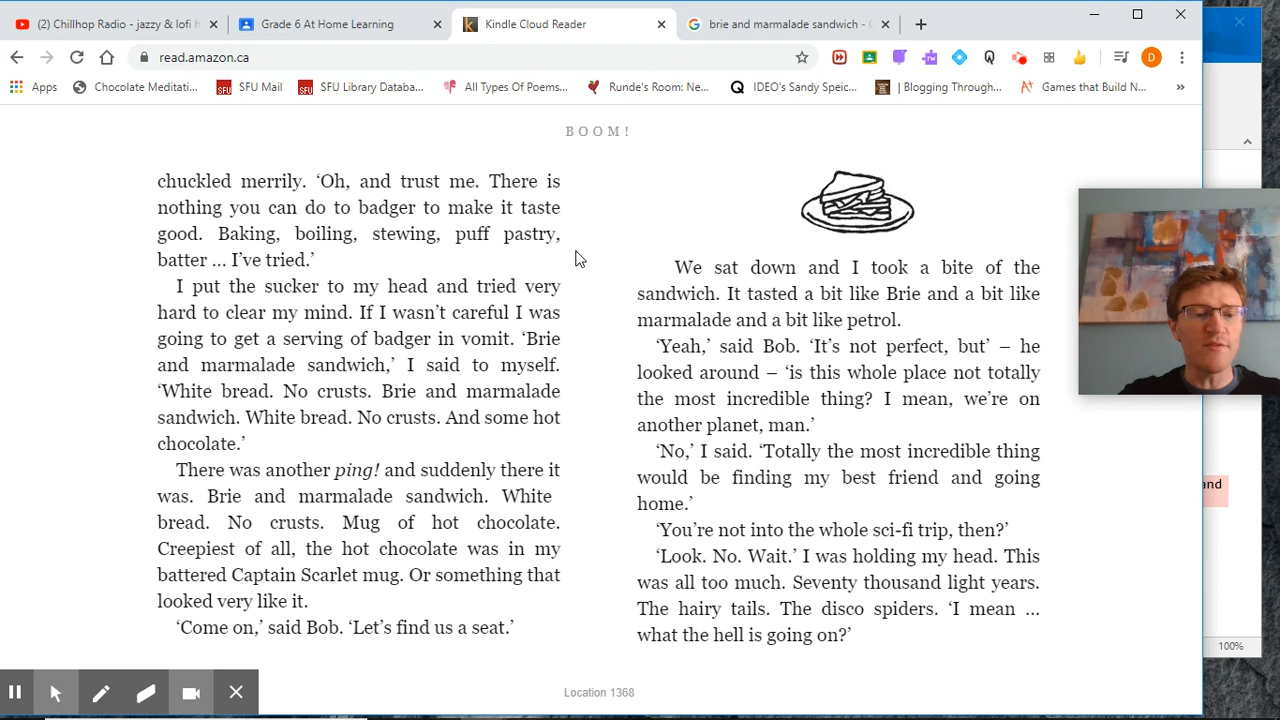 (2) Chillhop Radio - jazzy & lofi h
Grade 6 At Home Learning
Kindle Cloud Reader
brie and marmalade sandwich - G
read.amazon.ca
D
Apps
Chocolate Meditati...
SFU Mail
SFU Library Databa...
All Types Of Poems...
Runde's Room: Ne...
IDEO's Sandy Speic...
| Blogging Through...
Games that Build N...
»
BOOM!
chuckled merrily. ‘Oh, and trust me. There is
nothing you can do to badger to make it taste
good. Baking, boiling, stewing, puff pastry,
batter ... I’ve tried.’
I put the sucker to my head and tried very
hard to clear my mind. If I wasn’t careful I was
going to get a serving of badger in vomit. ‘Brie
and marmalade sandwich,’ I said to myself.
‘White bread. No crusts. Brie and marmalade
sandwich. White bread. No crusts. And some hot
chocolate.’
There was another ping! and suddenly there it
was. Brie and marmalade sandwich. White
bread. No crusts. Mug of hot chocolate.
Creepiest of all, the hot chocolate was in my
battered Captain Scarlet mug. Or something that
looked very like it.
‘Come on,’ said Bob. ‘Let’s find us a seat.’
We sat down and I took a bite of the
sandwich. It tasted a bit like Brie and a bit like
marmalade and a bit like petrol.
‘Yeah,’ said Bob. ‘It’s not perfect, but’ – he
looked around – ‘is this whole place not totally
the most incredible thing? I mean, we’re on
another planet, man.’
‘No,’ I said. ‘Totally the most incredible thing
would be finding my best friend and going
home.’
‘You’re not into the whole sci-fi trip, then?’
‘Look. No. Wait.’ I was holding my head. This
was all too much. Seventy thousand light years.
The hairy tails. The disco spiders. ‘I mean ...
what the hell is going on?’
Location 1368
and
100%